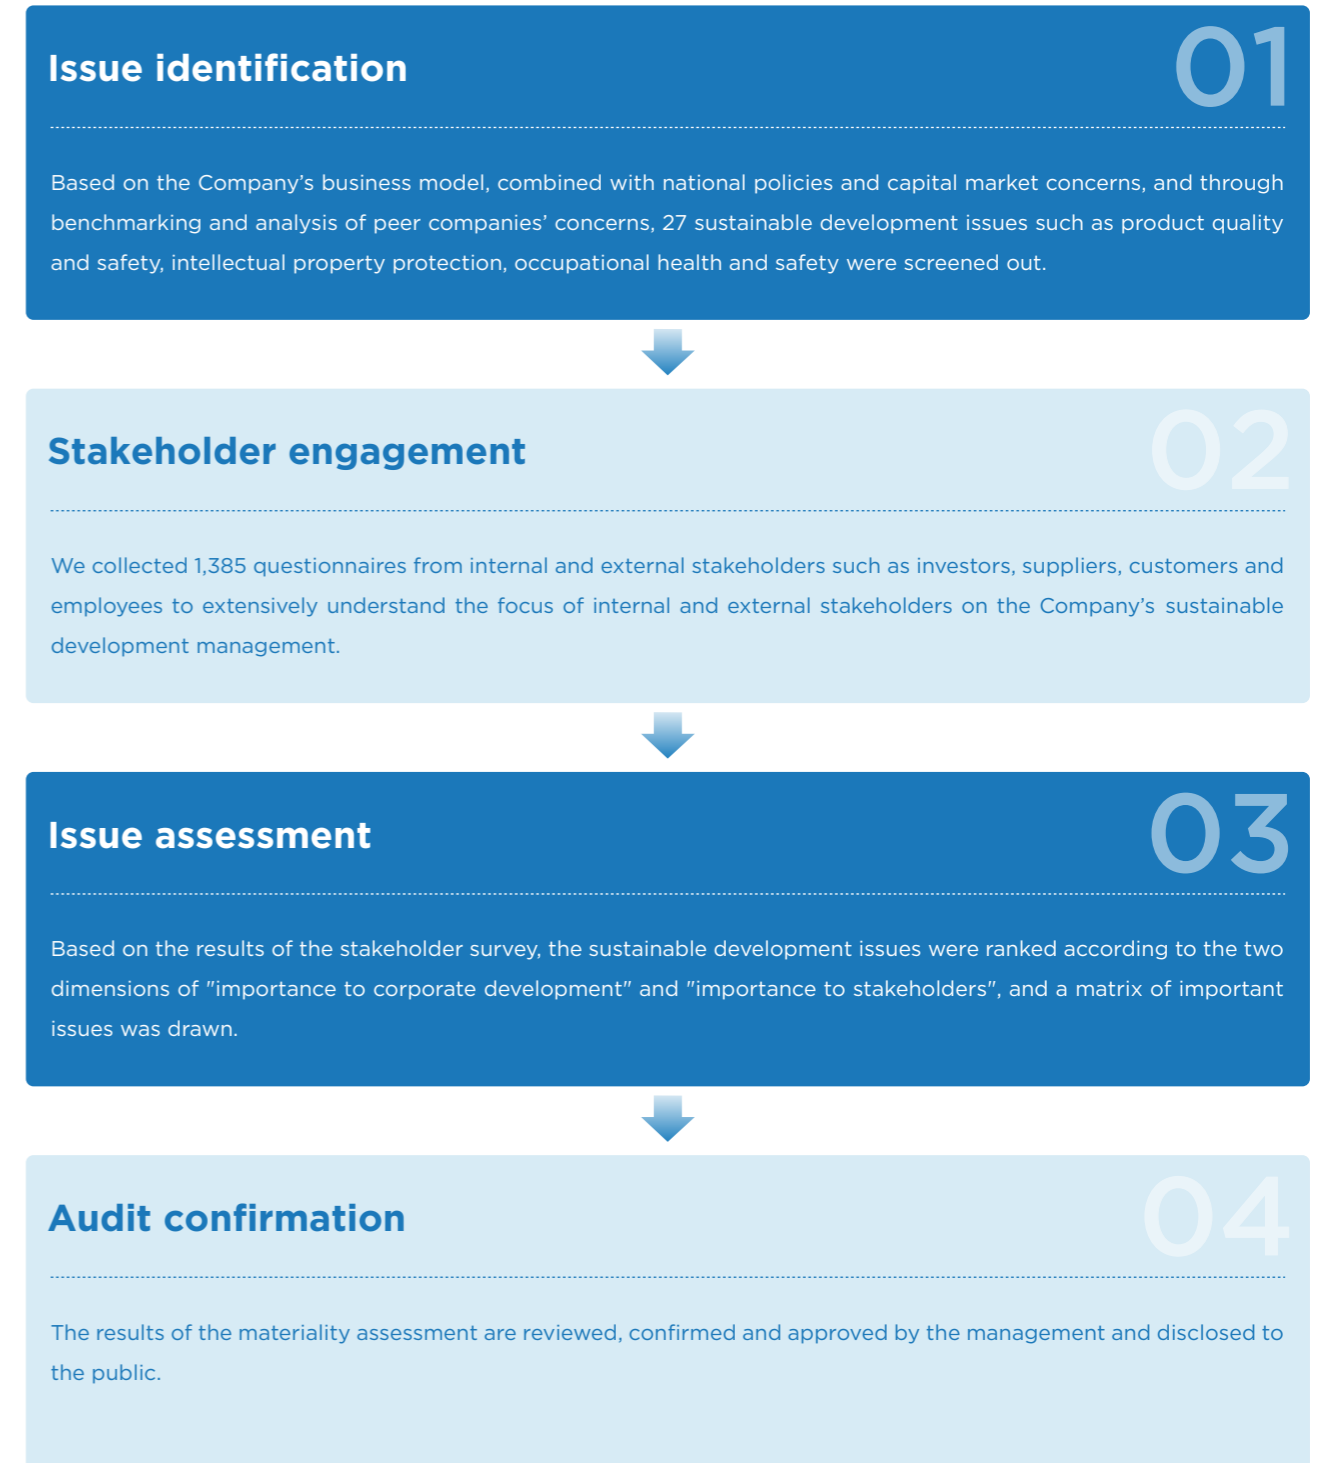 Issue identification
01
Based on the Company’s business model, combined with national policies and capital market concerns, and through
benchmarking and analysis of peer companies’ concerns, 27 sustainable development issues such as product quality
and safety, intellectual property protection, occupational health and safety were screened out.
Stakeholder engagement
02
We collected 1,385 questionnaires from internal and external stakeholders such as investors, suppliers, customers and
employees to extensively understand the focus of internal and external stakeholders on the Company’s sustainable
development management.
Issue assessment
03
Based on the results of the stakeholder survey, the sustainable development issues were ranked according to the two
dimensions of "importance to corporate development" and "importance to stakeholders", and a matrix of important
issues was drawn.
Audit confirmation
04
The results of the materiality assessment are reviewed, confirmed and approved by the management and disclosed to
the public.